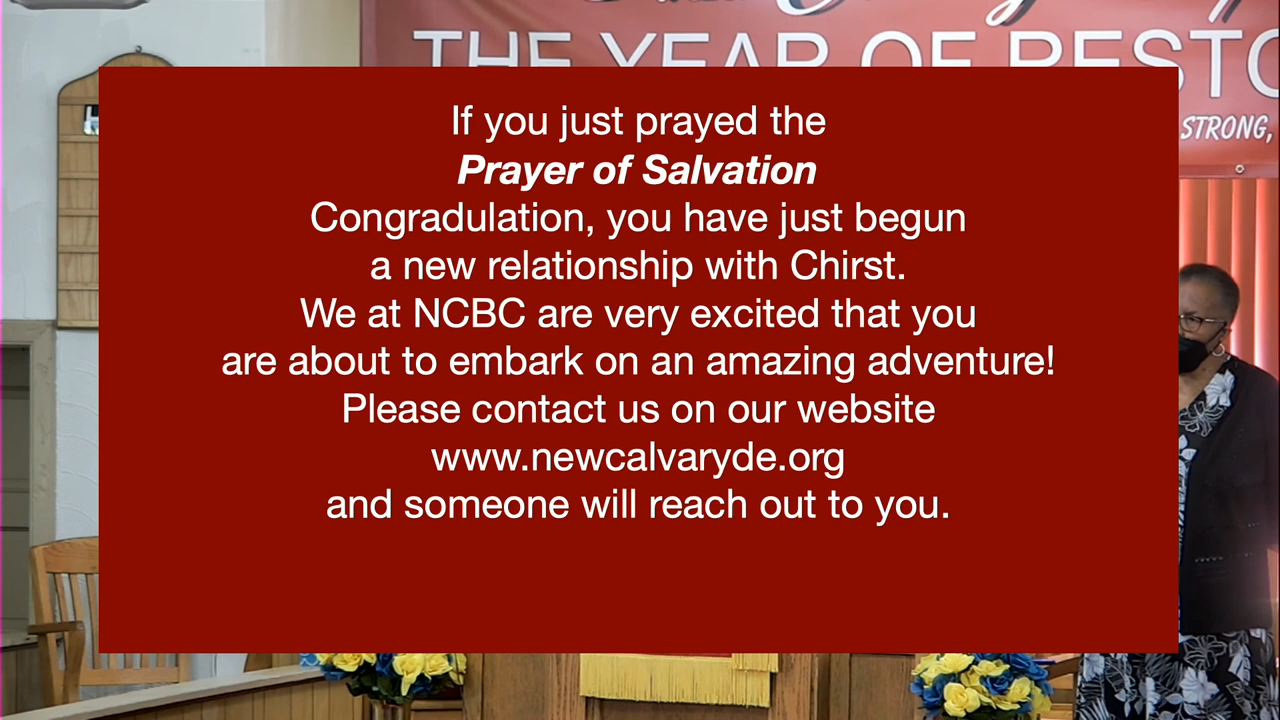 THE YEAR OF RESTO
STRONG,
If you just prayed the
Prayer of Salvation
Congradulation, you have just begun
a new relationship with Chirst.
We at NCBC are very excited that you
are about to embark on an amazing adventure!
Please contact us on our website
www.newcalvaryde.org
and someone will reach out to you.